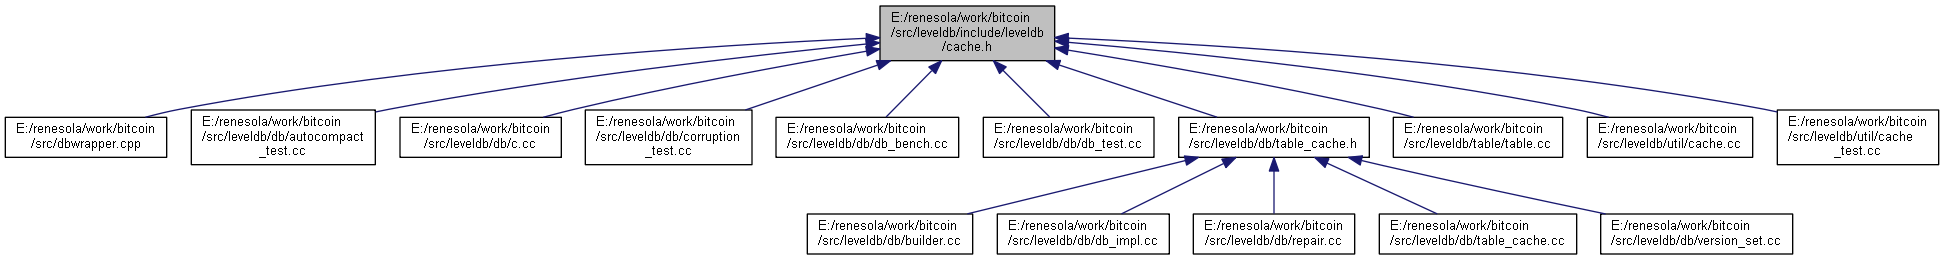 E:/renesola/work/bitcoin
/src/leveldb/include/leveldb
/cache.h
E:/renesola/work/bitcoin
/src/dbwrapper.cpp
E:/renesola/work/bitcoin
/src/leveldb/db/autocompact
_test.cc
E:/renesola/work/bitcoin
/src/leveldb/db/c.cc
E:/renesola/work/bitcoin
/src/leveldb/db/corruption
_test.cc
E:/renesola/work/bitcoin
/src/leveldb/db/db_bench.cc
E:/renesola/work/bitcoin
/src/leveldb/db/db_test.cc
E:/renesola/work/bitcoin
/src/leveldb/db/table_cache.h
E:/renesola/work/bitcoin
/src/leveldb/table/table.cc
E:/renesola/work/bitcoin
/src/leveldb/util/cache.cc
E:/renesola/work/bitcoin
/src/leveldb/util/cache
_test.cc
E:/renesola/work/bitcoin
/src/leveldb/db/builder.cc
E:/renesola/work/bitcoin
/src/leveldb/db/db_impl.cc
E:/renesola/work/bitcoin
/src/leveldb/db/repair.cc
E:/renesola/work/bitcoin
/src/leveldb/db/table_cache.cc
E:/renesola/work/bitcoin
/src/leveldb/db/version_set.cc